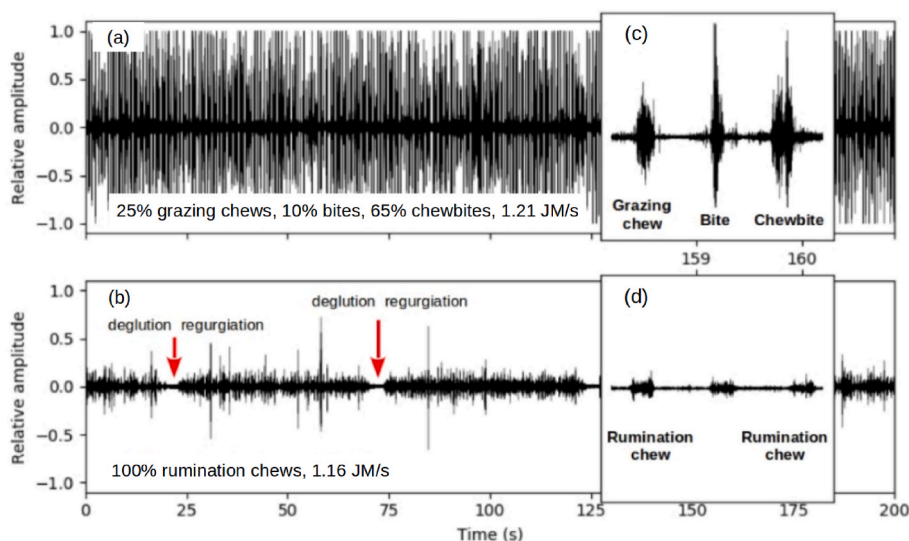 (a)
(c)
1.0
0.5
0.0
-0.5
-1.0
Relative amplitude
25% grazing chews, 10% bites, 65% chewbites, 1.21 JM/s
Grazing chew
Bite
Chewbite
159
160
(b)
(d)
1.0
0.5
0.0
-0.5
-1.0
Relative amplitude
deglution regurgiation
deglution regurgiation
100% rumination chews, 1.16 JM/s
Rumination chew
Rumination chew
0
25
50
75
100
125
150
175
200
Time (s)